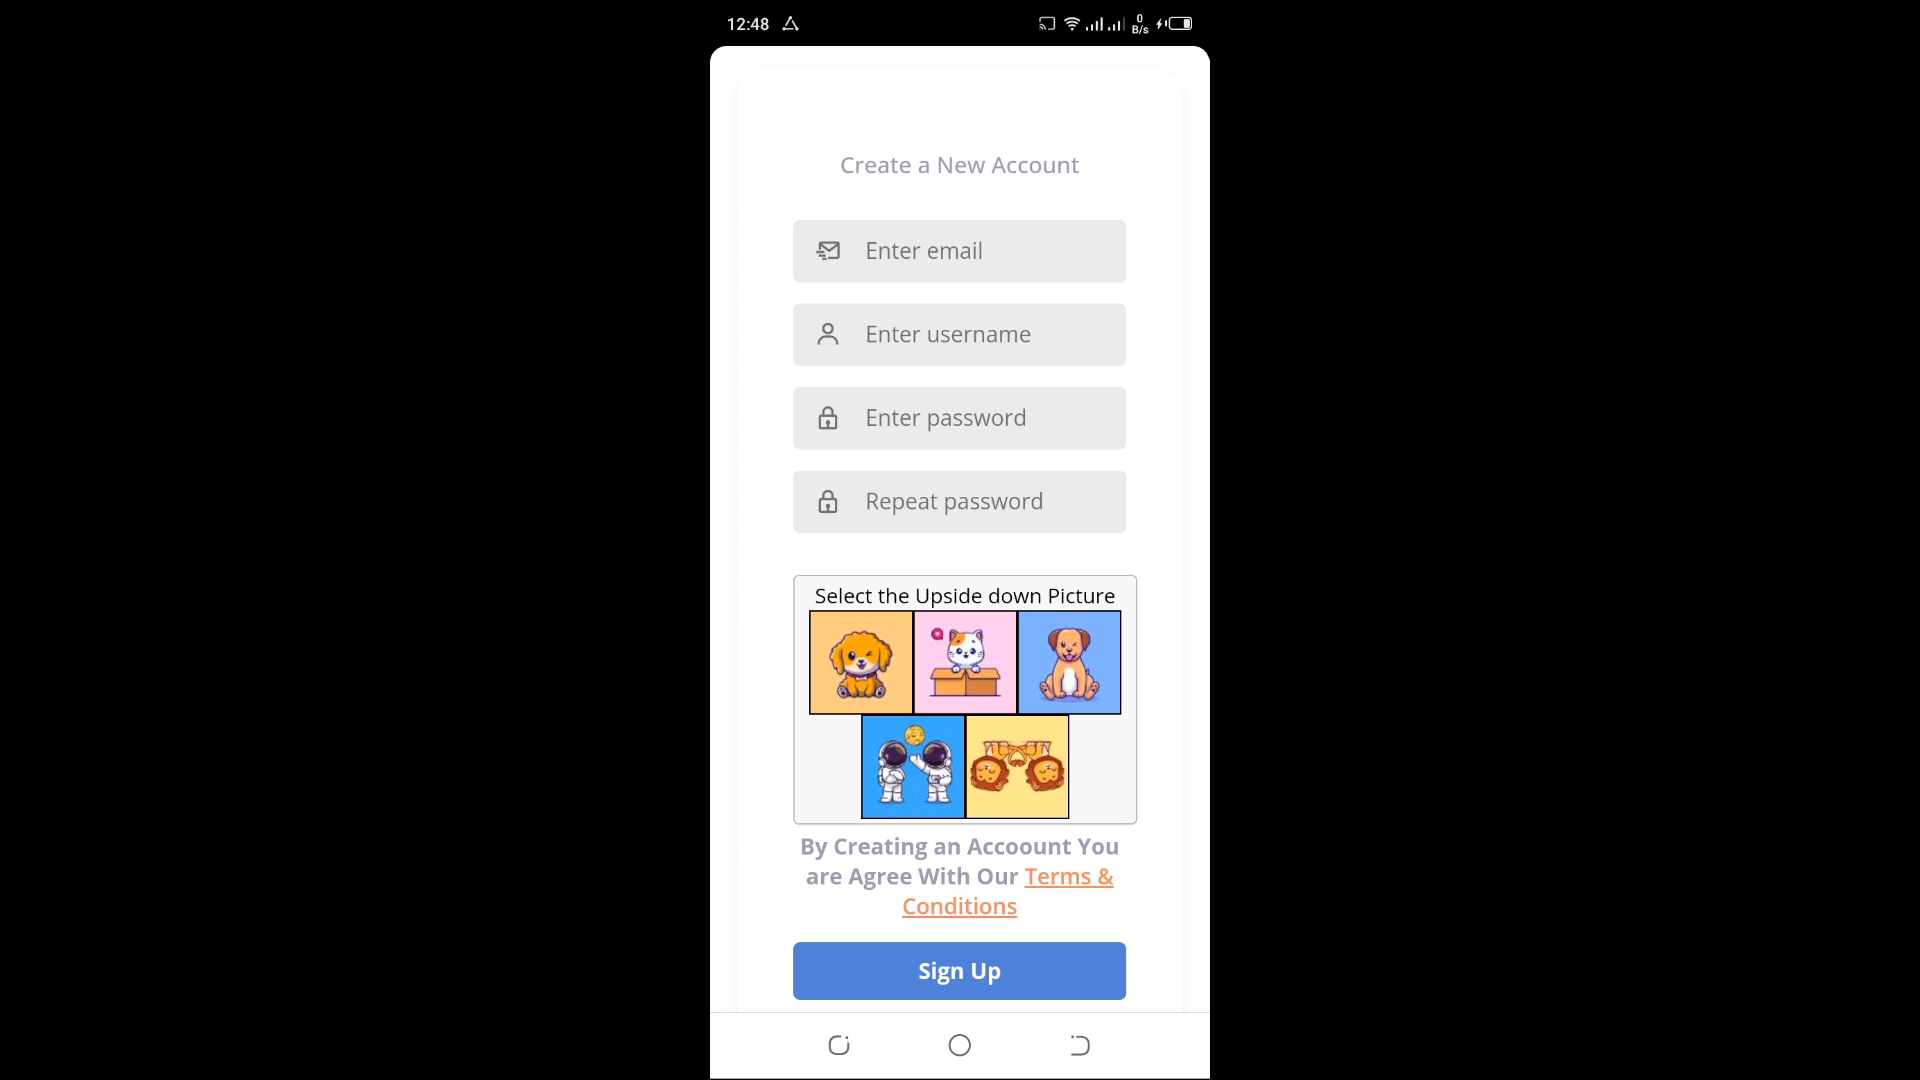 12:48
0
B/s
Create a New Account
Enter email
Enter username
Enter password
Repeat password
Select the Upside down Picture
By Creating an Accoount You
are Agree With Our Terms &
Conditions
Sign Up